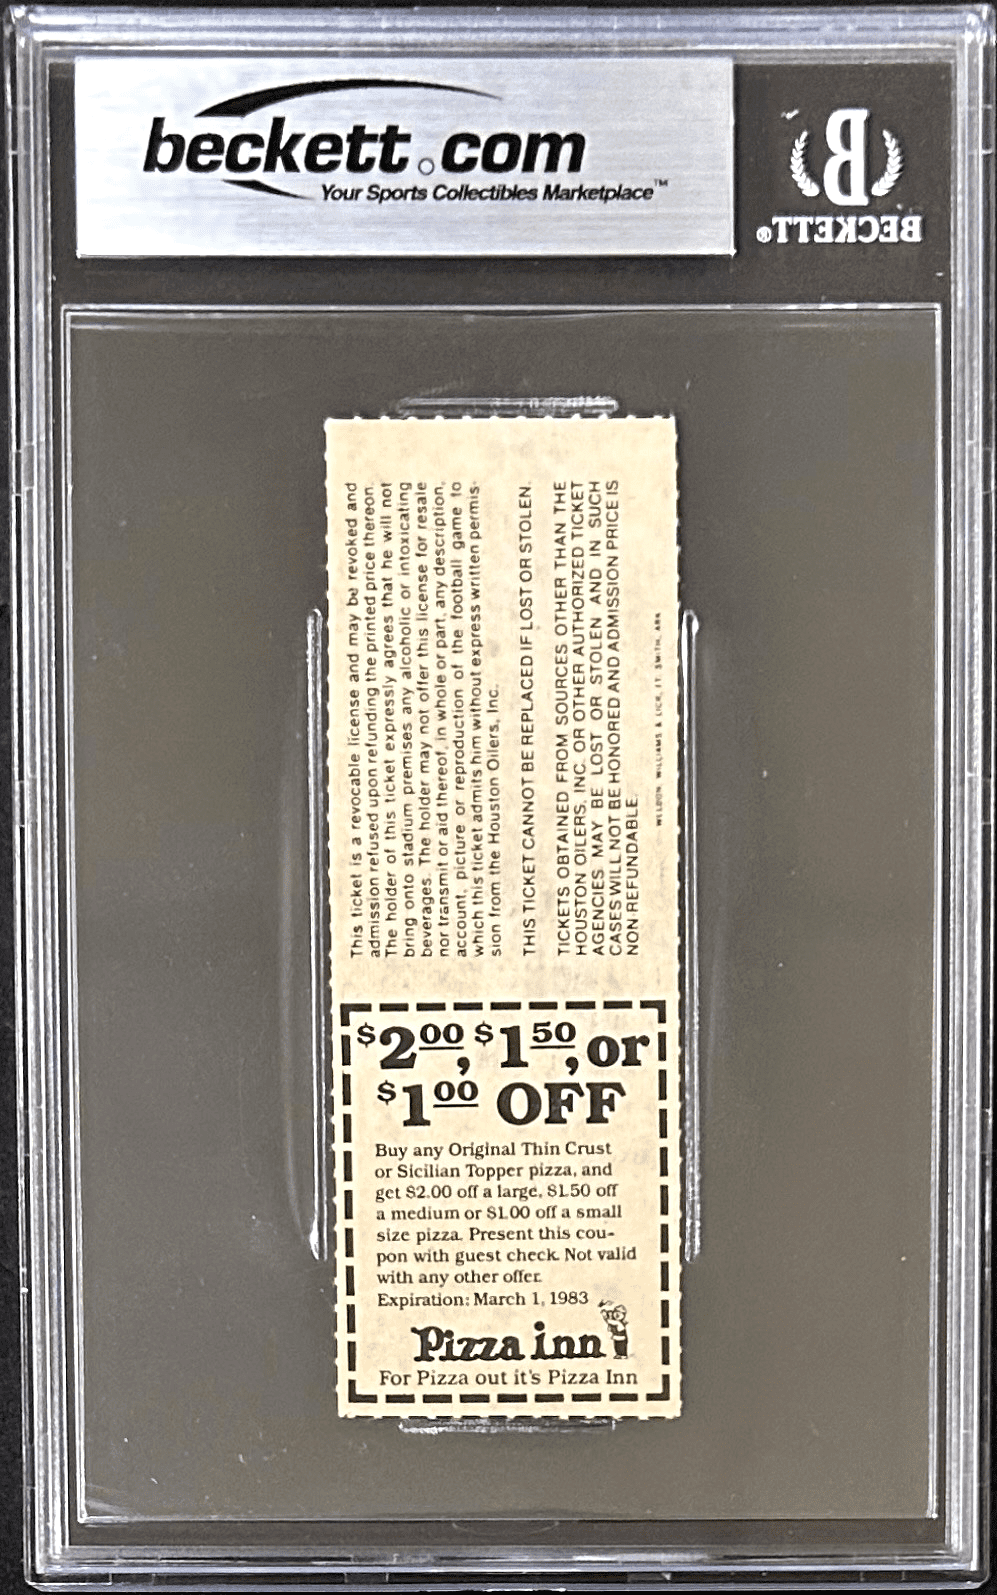 beckett.com
Your Sports Collectibles Marketplace™
B
BECKETT®
This ticket is a revocable license and may be revoked and
admission refused upon refunding the printed price thereon.
The holder of this ticket expressly agrees that he will not
bring onto stadium premises any alcoholic or intoxicating
beverages. The holder may not offer this license for resale
nor transmit or aid thereof, in whole or part, any description,
account, picture or reproduction of the football game to
which this ticket admits him without express written permis-
sion from the Houston Oilers, Inc.
THIS TICKET CANNOT BE REPLACED IF LOST OR STOLEN.
TICKETS OBTAINED FROM SOURCES OTHER THAN THE
HOUSTON OILERS, INC. OR OTHER AUTHORIZED TICKET
AGENCIES MAY BE LOST OR STOLEN AND IN SUCH
CASES WILL NOT BE HONORED AND ADMISSION PRICE IS
NON-REFUNDABLE.
WELDON, WILLIAMS & LICK, FT. SMITH, ARK
$2.00, $1.50, or
$1.00 OFF
Buy any Original Thin Crust
or Sicilian Topper pizza, and
get $2.00 off a large, $1.50 off
a medium or $1.00 off a small
size pizza. Present this cou-
pon with guest check. Not valid
with any other offer.
Expiration: March 1, 1983
Pizza inn
For Pizza out it's Pizza Inn